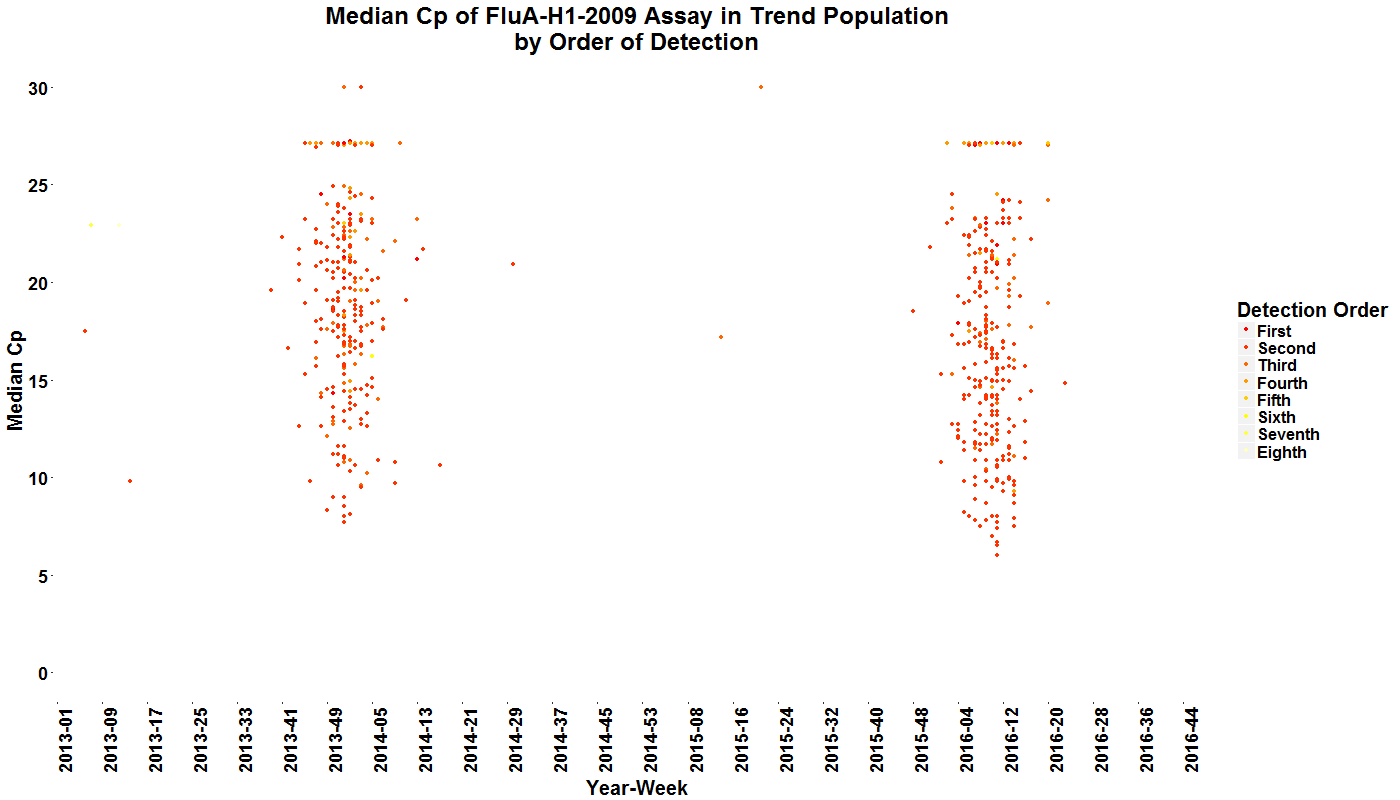 Median Cp of FluA-H1-2009 Assay in Trend Population
by Order of Detection
30
25
20
15
10
5
0
Median Cp
2013-01
2013-09
2013-17
2013-25
2013-33
2013-41
2013-49
2014-05
2014-13
2014-21
2014-29
2014-37
2014-45
2014-53
2015-08
2015-16
2015-24
2015-32
2015-40
2015-48
2016-04
2016-12
2016-20
2016-28
2016-36
2016-44
Year-Week
Detection Order
First
Second
Third
Fourth
Fifth
Sixth
Seventh
Eighth